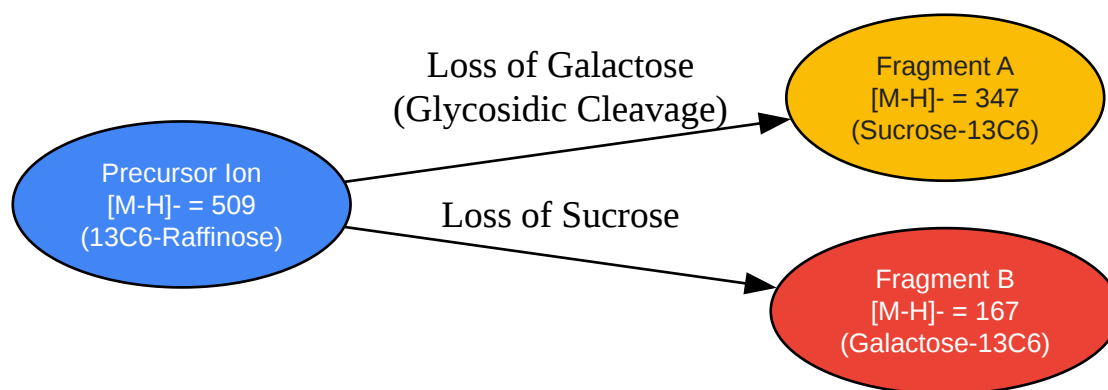 Precursor Ion
[M-H]- = 509
(13C6-Raffinose)
Loss of Galactose
(Glycosidic Cleavage)
Loss of Sucrose
Fragment A
[M-H]- = 347
(Sucrose-13C6)
Fragment B
[M-H]- = 167
(Galactose-13C6)